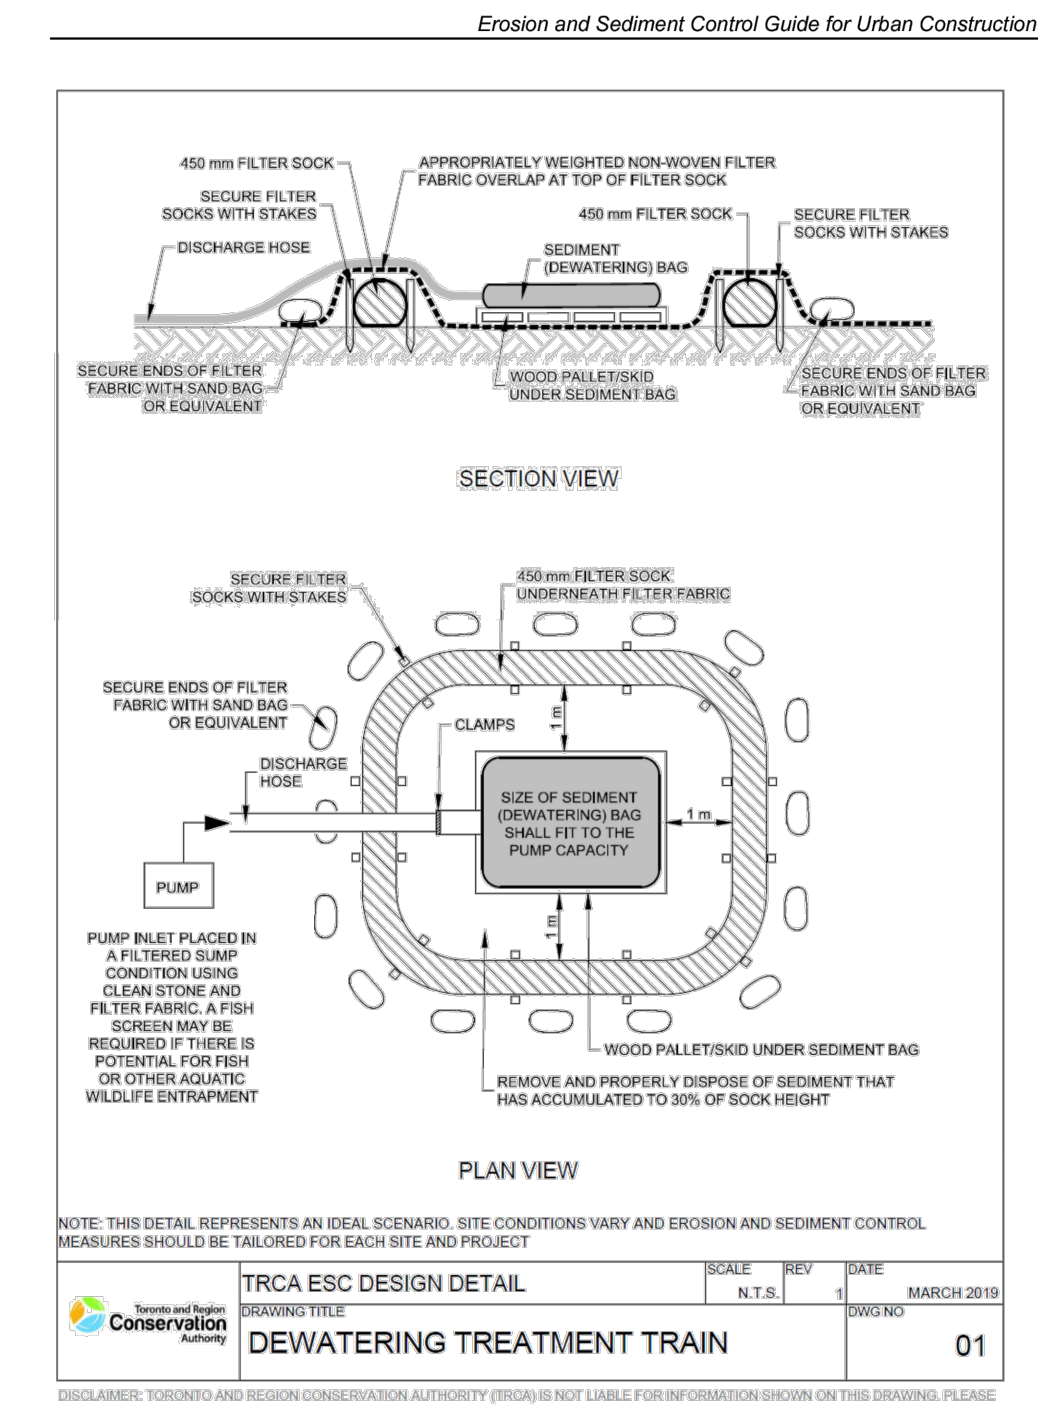 Erosion and Sediment Control Guide for Urban Construction
450 mm FILTER SOCK
APPROPRIATELY WEIGHTED NON-WOVEN FILTER
FABRIC OVERLAP AT TOP OF FILTER SOCK
SECURE FILTER
SOCKS WITH STAKES
450 mm FILTER SOCK
SECURE FILTER
SOCKS WITH STAKES
DISCHARGE HOSE
SEDIMENT
(DEWATERING) BAG
SECURE ENDS OF FILTER
FABRIC WITH SAND BAG
OR EQUIVALENT
WOOD PALLET/SKID
UNDER SEDIMENT BAG
SECURE ENDS OF FILTER
FABRIC WITH SAND BAG
OR EQUIVALENT
SECTION VIEW
SECURE FILTER
SOCKS WITH STAKES
450 mm FILTER SOCK
UNDERNEATH FILTER FABRIC
SECURE ENDS OF FILTER
FABRIC WITH SAND BAG
OR EQUIVALENT
CLAMPS
1 m
DISCHARGE
HOSE
SIZE OF SEDIMENT
(DEWATERING) BAG
SHALL FIT TO THE
PUMP CAPACITY
1 m
PUMP
1 m
PUMP INLET PLACED IN
A FILTERED SUMP
CONDITION USING
CLEAN STONE AND
FILTER FABRIC. A FISH
SCREEN MAY BE
REQUIRED IF THERE IS
POTENTIAL FOR FISH
OR OTHER AQUATIC
WILDLIFE ENTRAPMENT
WOOD PALLET/SKID UNDER SEDIMENT BAG
REMOVE AND PROPERLY DISPOSE OF SEDIMENT THAT
HAS ACCUMULATED TO 30% OF SOCK HEIGHT
PLAN VIEW
NOTE: THIS DETAIL REPRESENTS AN IDEAL SCENARIO. SITE CONDITIONS VARY AND EROSION AND SEDIMENT CONTROL
MEASURES SHOULD BE TAILORED FOR EACH SITE AND PROJECT
Toronto and Region
Conservation
Authority
TRCA ESC DESIGN DETAIL
SCALE
N.T.S.
REV
1
DATE
MARCH 2019
DRAWING TITLE
DEWATERING TREATMENT TRAIN
DWG NO
01
DISCLAIMER: TORONTO AND REGION CONSERVATION AUTHORITY (TRCA) IS NOT LIABLE FOR INFORMATION SHOWN ON THIS DRAWING. PLEASE